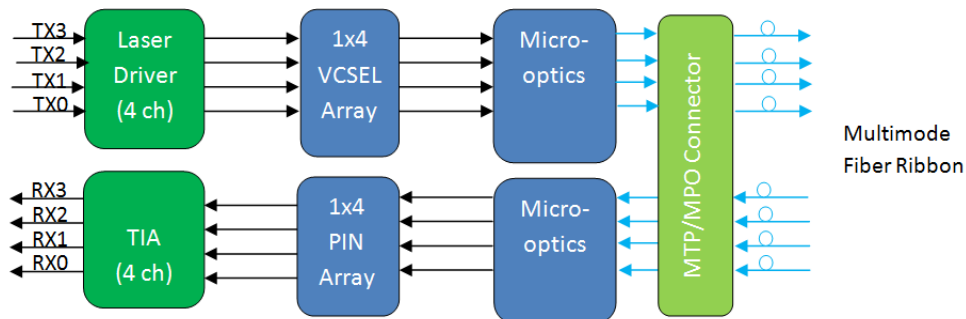 TX3
TX2
TX1
TX0
Laser
Driver
(4 ch)
1x4
VCSEL
Array
Micro-
optics
MTP/MPO Connector
Multimode
Fiber Ribbon
RX3
RX2
RX1
RX0
TIA
(4 ch)
1x4
PIN
Array
Micro-
optics